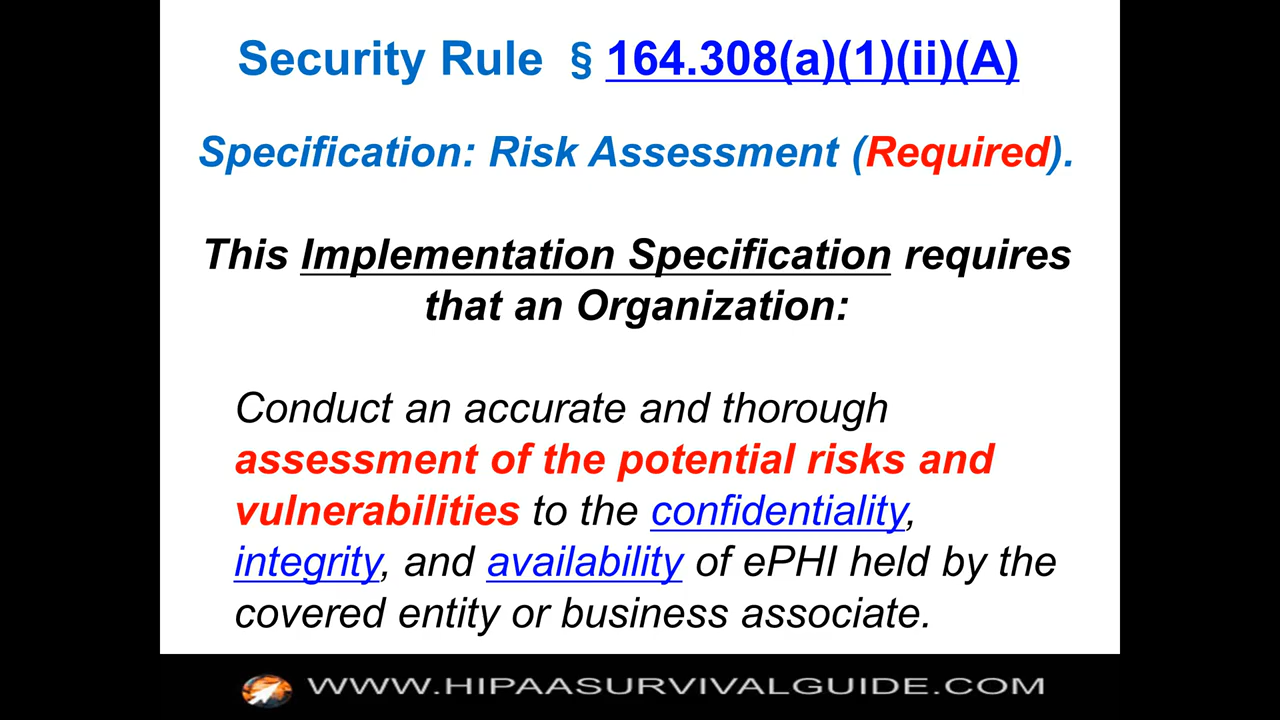 Security Rule § 164.308(a)(1)(ii)(A)
Specification: Risk Assessment (Required).
This Implementation Specification requires
that an Organization:
Conduct an accurate and thorough
assessment of the potential risks and
vulnerabilities to the confidentiality,
integrity, and availability of ePHI held by the
covered entity or business associate.
WWW.HIPAASURVIVALGUIDE.COM